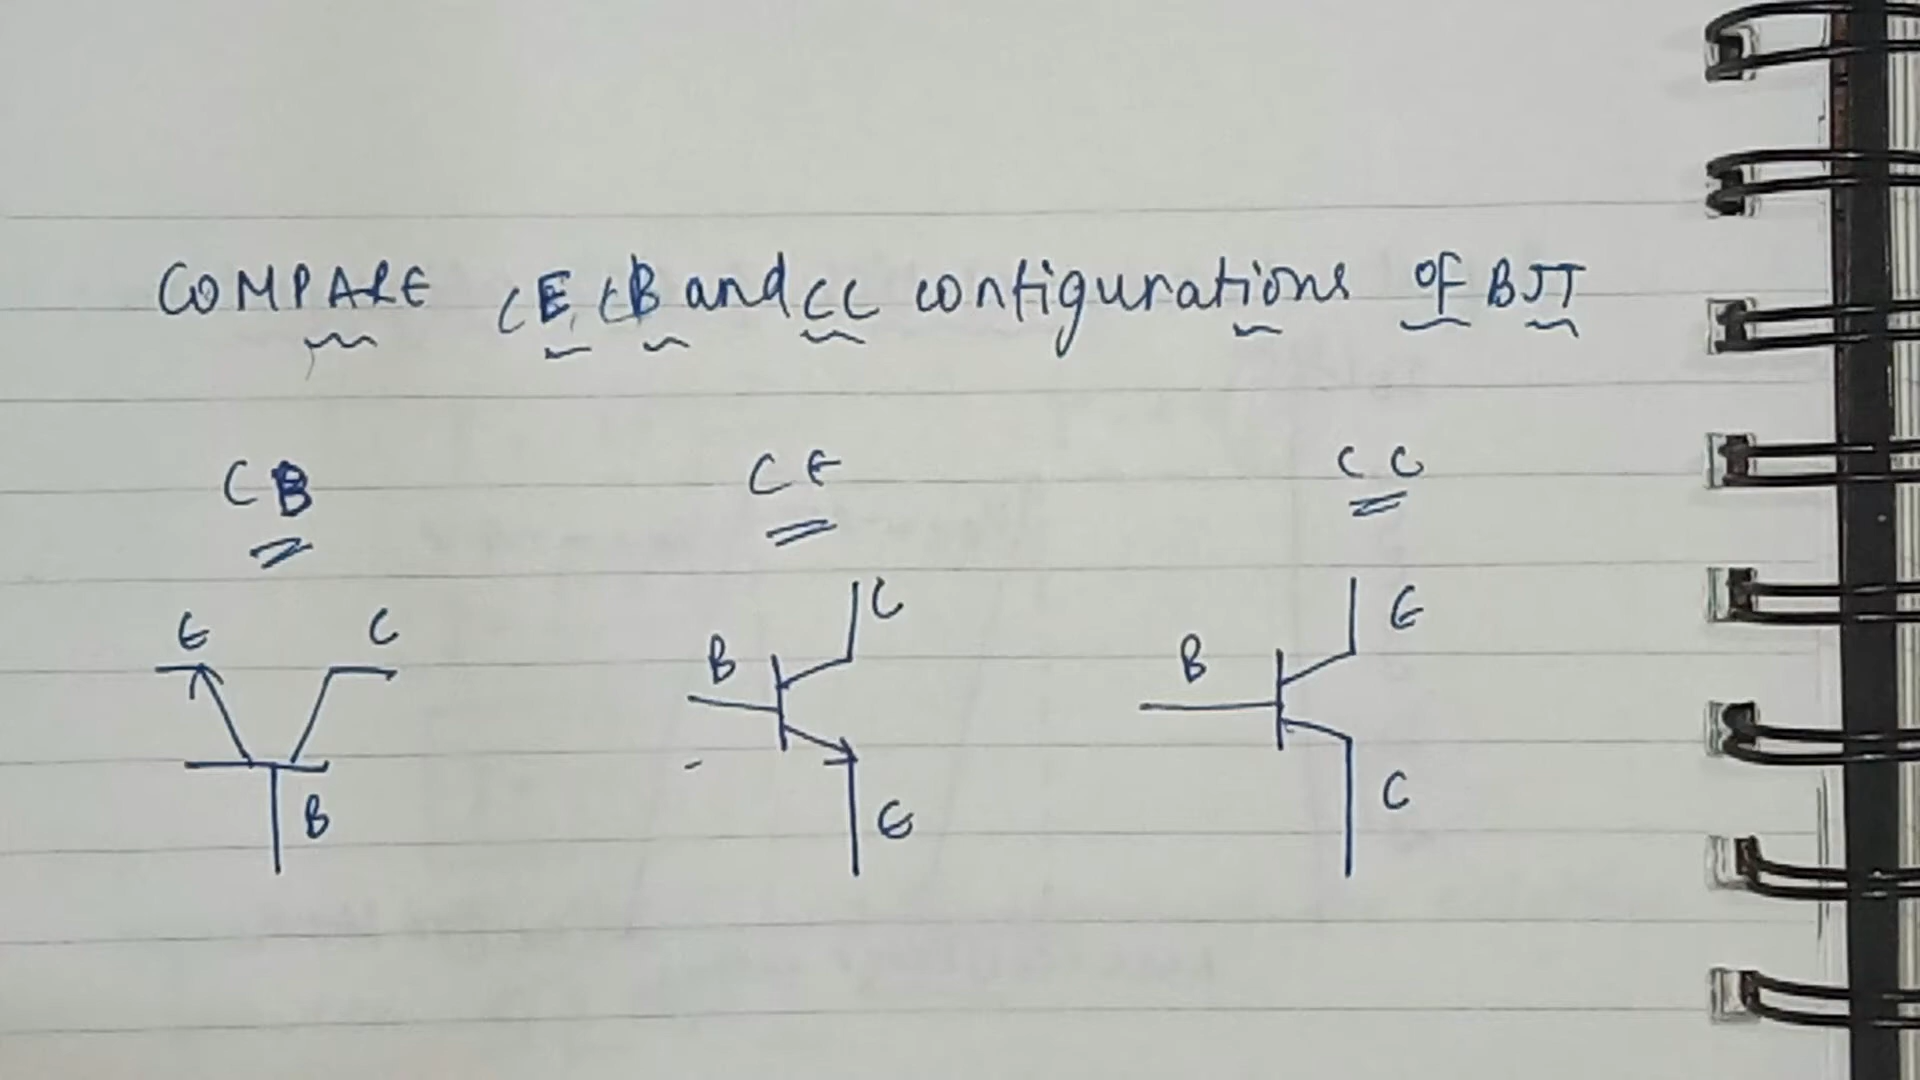 COMPARE CE, CB and CC configurations of BJT
CB CE CC
E C
B
B C
E
B E
C